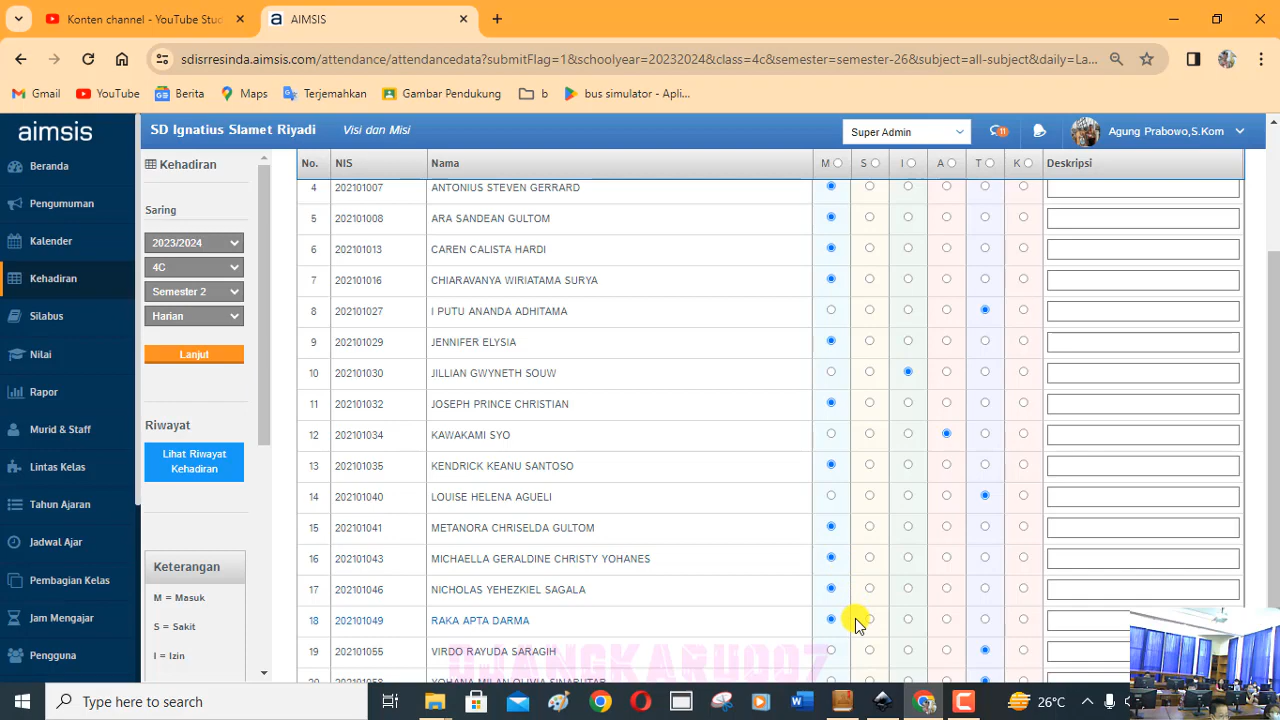 Konten channel - YouTube Stud
AIMSIS
sdisrresinda.aimsis.com/attendance/attendancedata?submitFlag=1&schoolyear=20232024&class=4c&semester=semester-26&subject=all-subject&daily=La...
Gmail YouTube Berita Maps Terjemahkan Gambar Pendukung b bus simulator - Apli...
aimsis SD Ignatius Slamet Riyadi Visi dan Misi Super Admin 11 Agung Prabowo,S.Kom
Beranda
Pengumuman
Kalender
Kehadiran
Silabus
Nilai
Rapor
Murid & Staff
Lintas Kelas
Tahun Ajaran
Jadwal Ajar
Pembagian Kelas
Jam Mengajar
Pengguna
Kehadiran
Saring
2023/2024
4C
Semester 2
Harian
Lanjut
Riwayat
Lihat Riwayat
Kehadiran
Keterangan
M = Masuk
S = Sakit
I = Izin
No. NIS Nama M S I A T K Deskripsi
4 202101007 ANTONIUS STEVEN GERRARD
5 202101008 ARA SANDEAN GULTOM
6 202101013 CAREN CALISTA HARDI
7 202101016 CHIARAVANYA WIRIATAMA SURYA
8 202101027 I PUTU ANANDA ADHITAMA
9 202101029 JENNIFER ELYSIA
10 202101030 JILLIAN GWYNETH SOUW
11 202101032 JOSEPH PRINCE CHRISTIAN
12 202101034 KAWAKAMI SYO
13 202101035 KENDRICK KEANU SANTOSO
14 202101040 LOUISE HELENA AGUELI
15 202101041 METANORA CHRISELDA GULTOM
16 202101043 MICHAELLA GERALDINE CHRISTY YOHANES
17 202101046 NICHOLAS YEHEZKIEL SAGALA
18 202101049 RAKA APTA DARMA
19 202101055 VIRDO RAYUDA SARAGIH
20 202101058 YOHANA MILAN OLIVIA SINABUTAR
Type here to search
26°C